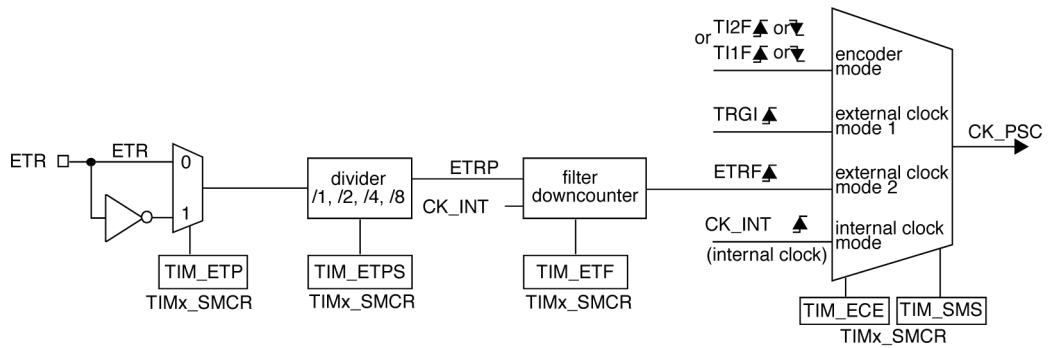 ETR
ETR
0
1
TIM_ETP
TIMx_SMCR
divider
/1, /2, /4, /8
TIM_ETPS
TIMx_SMCR
ETRP
CK_INT
filter
downcounter
TIM_ETF
TIMx_SMCR
or TI2F or
TI1F or
encoder
mode
TRGI
external clock
mode 1
ETRF
external clock
mode 2
CK_INT
(internal clock)
internal clock
mode
CK_PSC
TIM_ECE
TIM_SMS
TIMx_SMCR